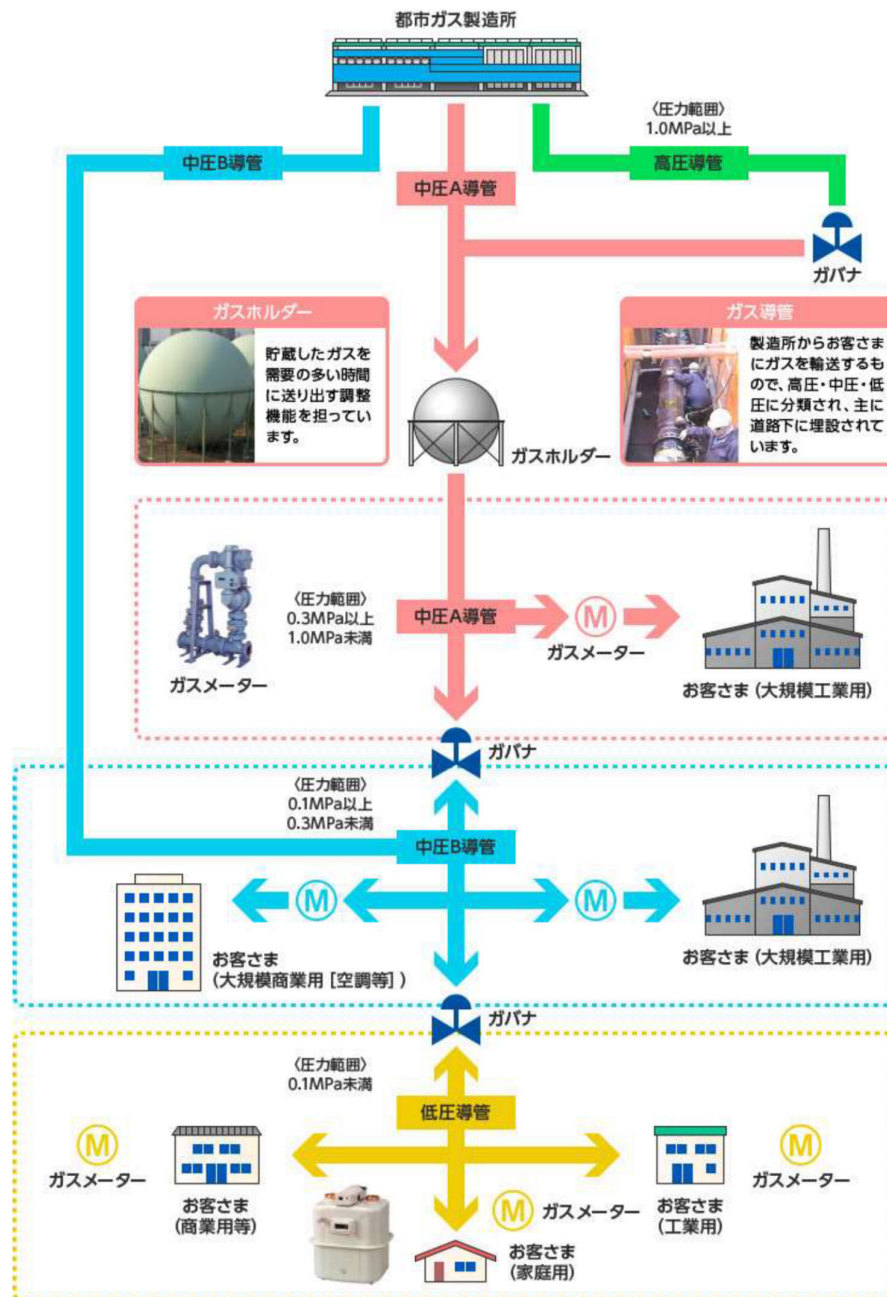 都市ガス製造所
〈圧力範囲〉
1.0MPa以上
中圧B導管
中圧A導管
高圧導管
ガバナ
ガスホルダー
貯蔵したガスを
需要の多い時間
に送り出す調整
機能を担ってい
ます。
ガス導管
製造所からお客さま
にガスを輸送するも
ので、高圧・中圧・低
圧に分類され、主に
道路下に埋設されて
います。
ガスホルダー
〈圧力範囲〉
0.3MPa以上
1.0MPa未満
中圧A導管
M
ガスメーター
ガスメーター
お客さま(大規模工業用)
ガバナ
〈圧力範囲〉
0.1MPa以上
0.3MPa未満
中圧B導管
M
M
お客さま
(大規模商業用[空調等])
お客さま(大規模工業用)
ガバナ
〈圧力範囲〉
0.1MPa未満
低圧導管
M
ガスメーター
お客さま
(商業用等)
M
ガスメーター
お客さま
(家庭用)
お客さま
(工業用)
M
ガスメーター